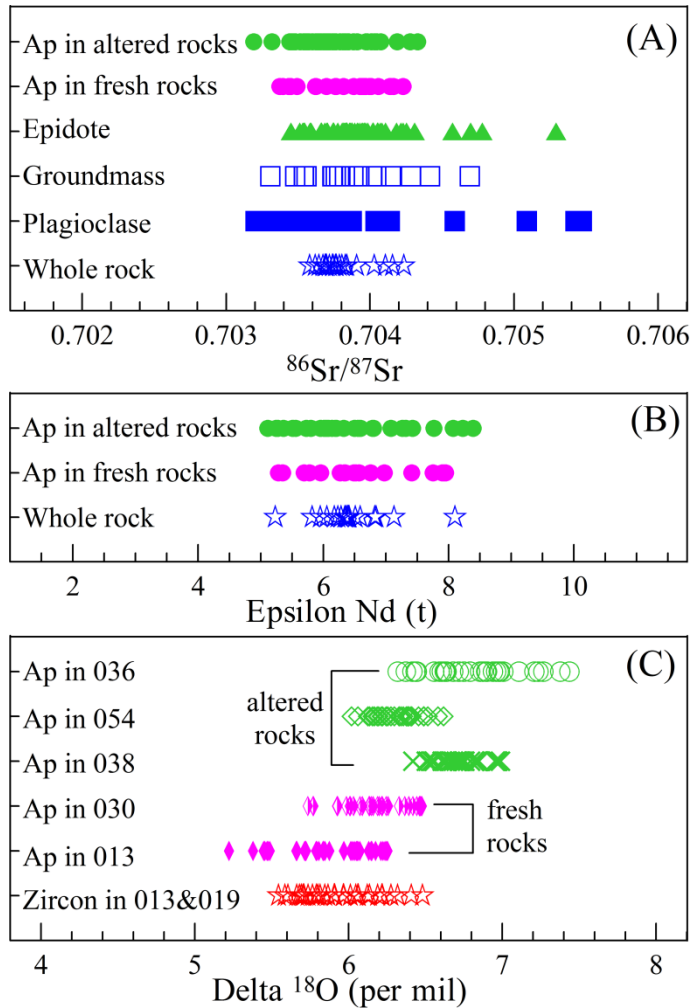 (A)
Ap in altered rocks
Ap in fresh rocks
Epidote
Groundmass
Plagioclase
Whole rock
0.702 0.703 0.704 0.705 0.706
⁸⁶Sr/⁸⁷Sr
(B)
Ap in altered rocks
Ap in fresh rocks
Whole rock
2 4 6 8 10
Epsilon Nd (t)
(C)
Ap in 036
altered
rocks
Ap in 054
Ap in 038
Ap in 030
fresh
rocks
Ap in 013
Zircon in 013&019
4 5 6 7 8
Delta ¹⁸O (per mil)